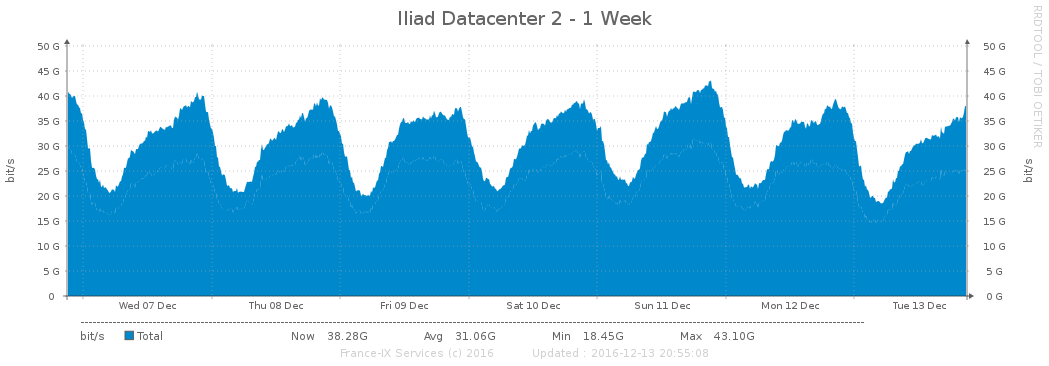 Iliad Datacenter 2 - 1 Week
RRDTOOL / TOBI OETIKER
bit/s
50 G 50 G
45 G 45 G
40 G 40 G
35 G 35 G
30 G 30 G
25 G 25 G
20 G 20 G
15 G 15 G
10 G 10 G
5 G 5 G
0 0 G
bit/s
Wed 07 Dec Thu 08 Dec Fri 09 Dec Sat 10 Dec Sun 11 Dec Mon 12 Dec Tue 13 Dec
bit/s Total Now 38.28G Avg 31.06G Min 18.45G Max 43.10G
France-IX Services (c) 2016 Updated : 2016-12-13 20:55:08